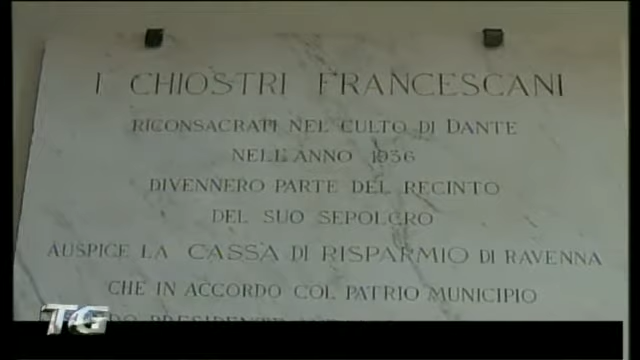 I CHIOSTRI FRANCESCANI
RICONSACRATI NEL CULTO DI DANTE
NELL'ANNO 1936
DIVENNERO PARTE DEL RECINTO
DEL SUO SEPOLCRO
AUSPICE LA CASSA DI RISPARMIO DI RAVENNA
CHE IN ACCORDO COL PATRIO MUNICIPIO
PRESIDENTE
TG